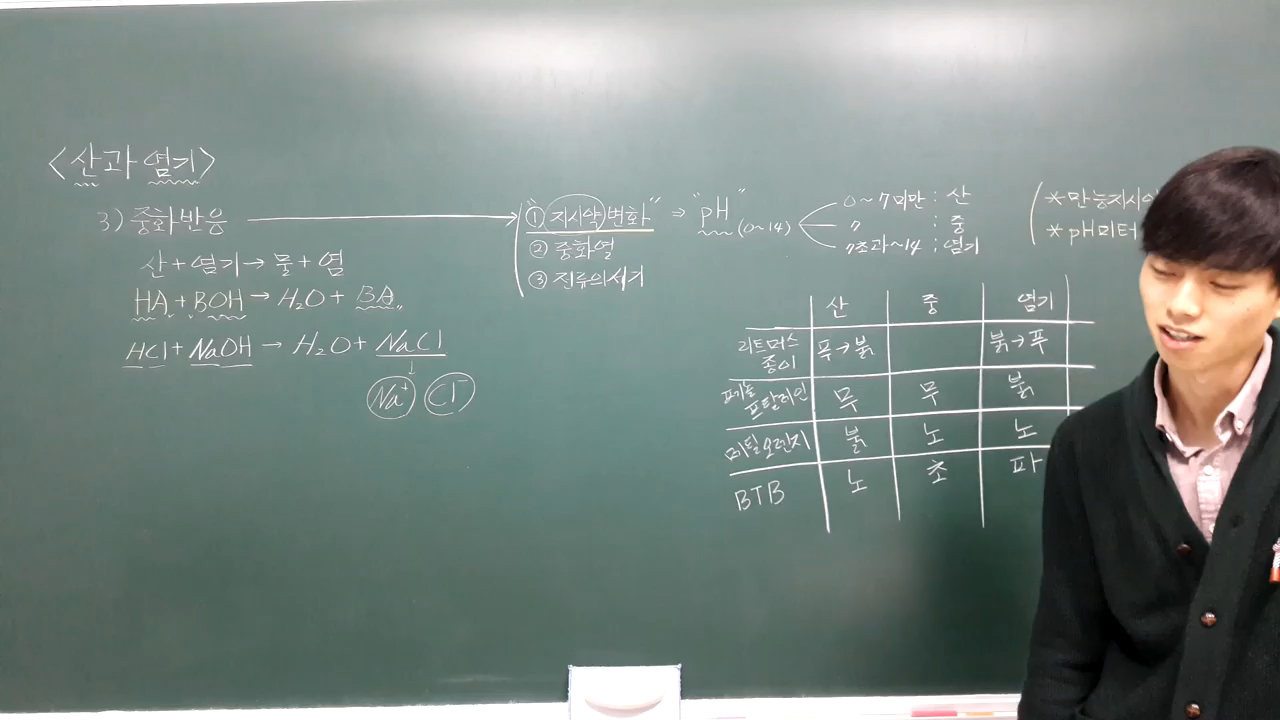 <산과 염기>
3) 중화반응
산+염기→물+염
HA+BOH→H₂O+BA
HCl+NaOH→H₂O+NaCl
↓
Na⁺ Cl⁻
"① 지시약변화"
② 중화열
③ 전류의세기
⇒ "pH" (0~14)
0~7미만 : 산
〃 : 중
〃초과~14 : 염기
*만능지시
*pH미터
산 중 염기
리트머스 종이 푸→붉 붉→푸
페놀프탈레인 무 무 붉
메틸오렌지 붉 노 노
BTB 노 초 파